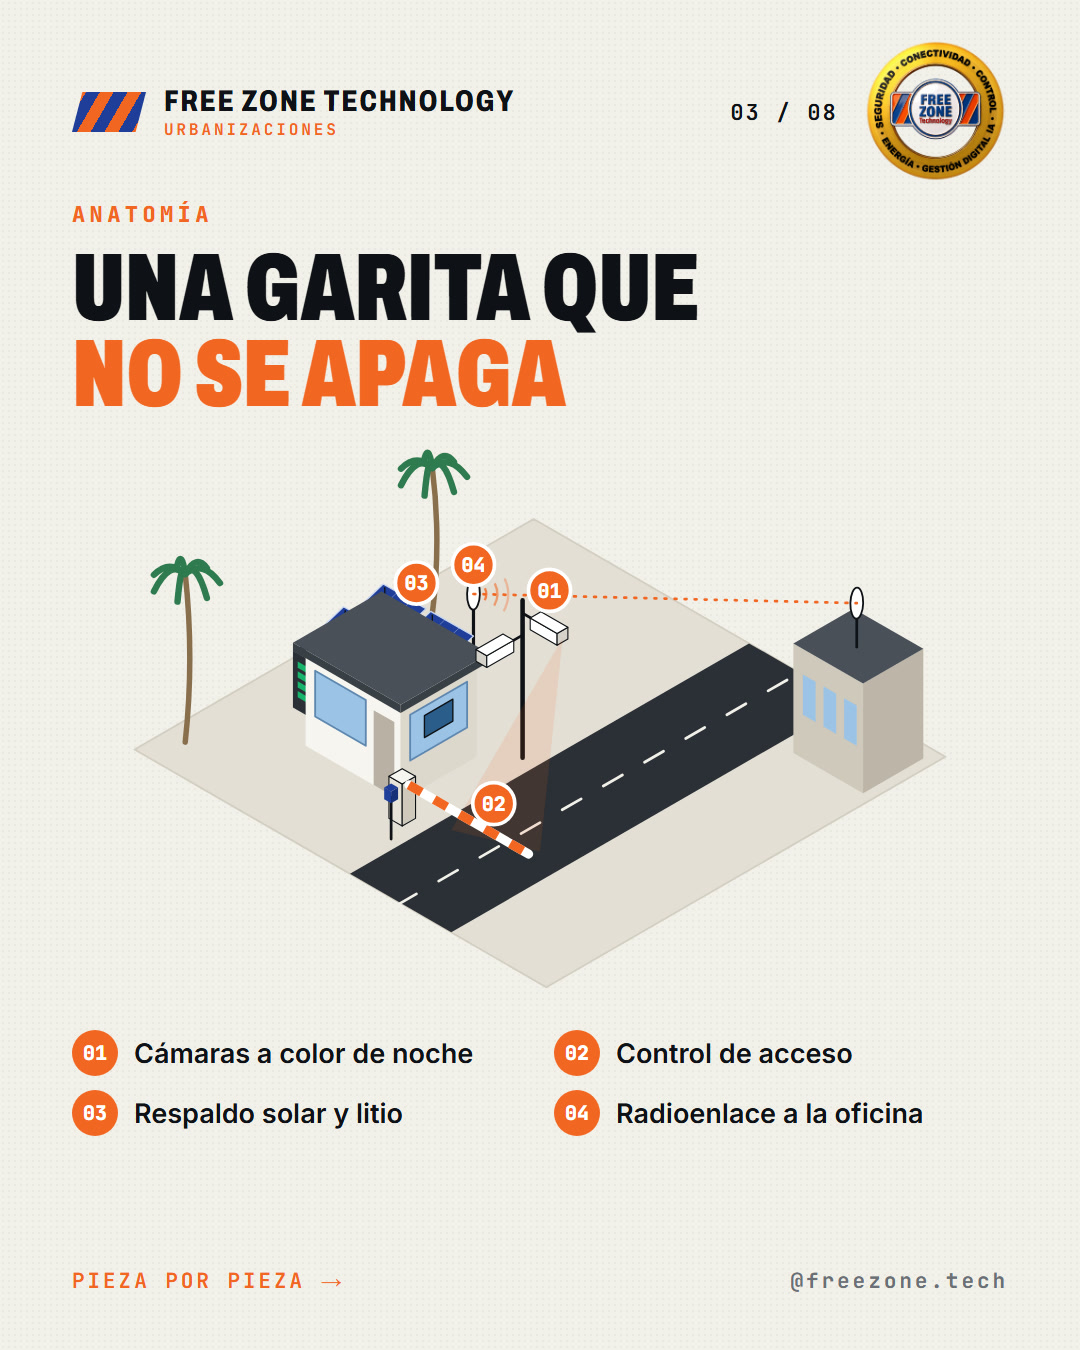 FREE ZONE TECHNOLOGY
URBANIZACIONES
03 / 08
SEGURIDAD • CONECTIVIDAD • CONTROL • ENERGÍA • GESTIÓN DIGITAL IA •
FREE
ZONE
Technology
ANATOMÍA
UNA GARITA QUE
NO SE APAGA
03
04
01
02
01 Cámaras a color de noche
02 Control de acceso
03 Respaldo solar y litio
04 Radioenlace a la oficina
PIEZA POR PIEZA →
@freezone.tech